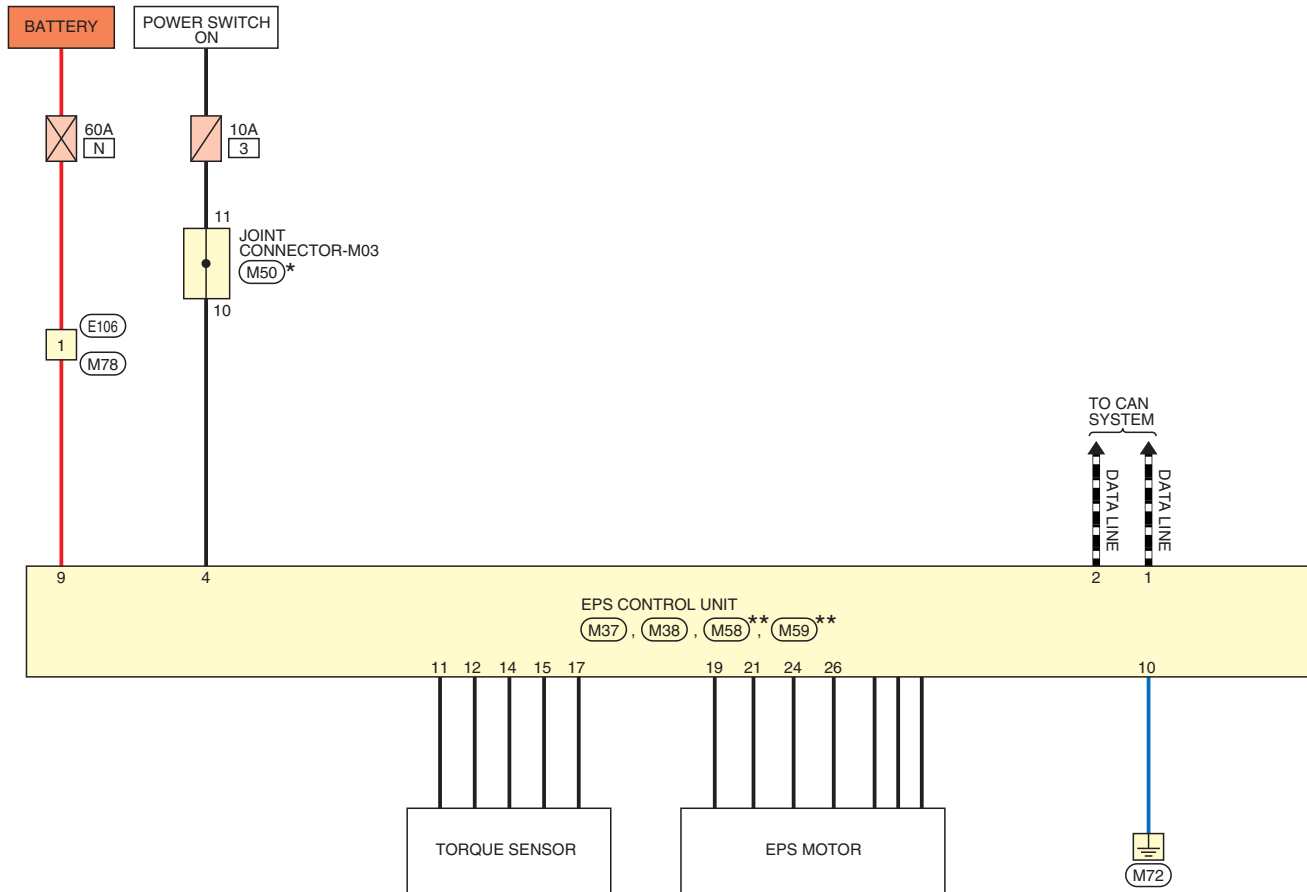 BATTERY
POWER SWITCH
ON
60A
N
10A
3
11
JOINT
CONNECTOR-M03
M50 *
10
E106
1
M78
TO CAN
SYSTEM
DATA LINE
DATA LINE
9 4 2 1
EPS CONTROL UNIT
M37 , M38 , M58 ** , M59 **
11 12 14 15 17 19 21 24 26 10
TORQUE SENSOR
EPS MOTOR
M72